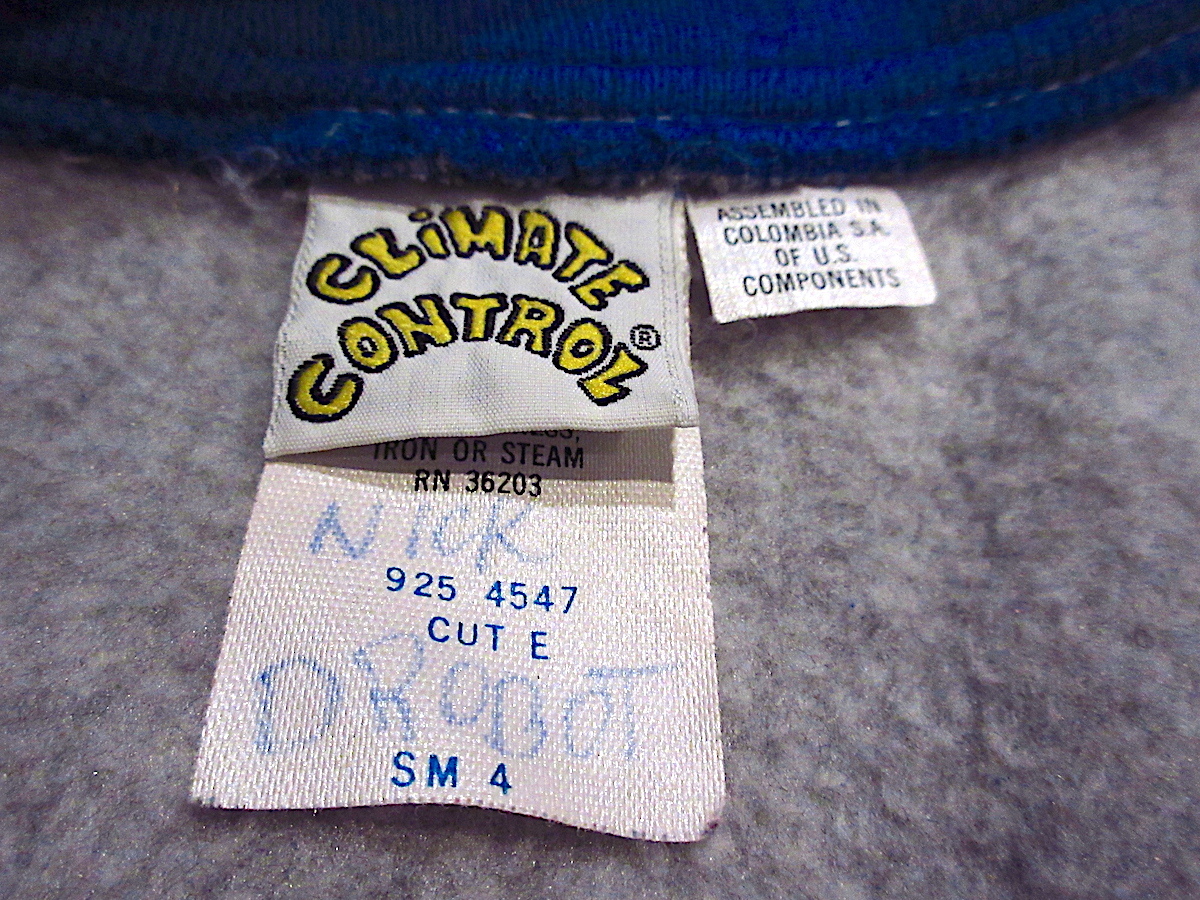 CLiMATE
CONTROL®
ASSEMBLED IN
COLOMBIA S.A.
OF U.S.
COMPONENTS
IRON OR STEAM
RN 36203
NICK
925 4547
CUT E
DROBOT
SM 4